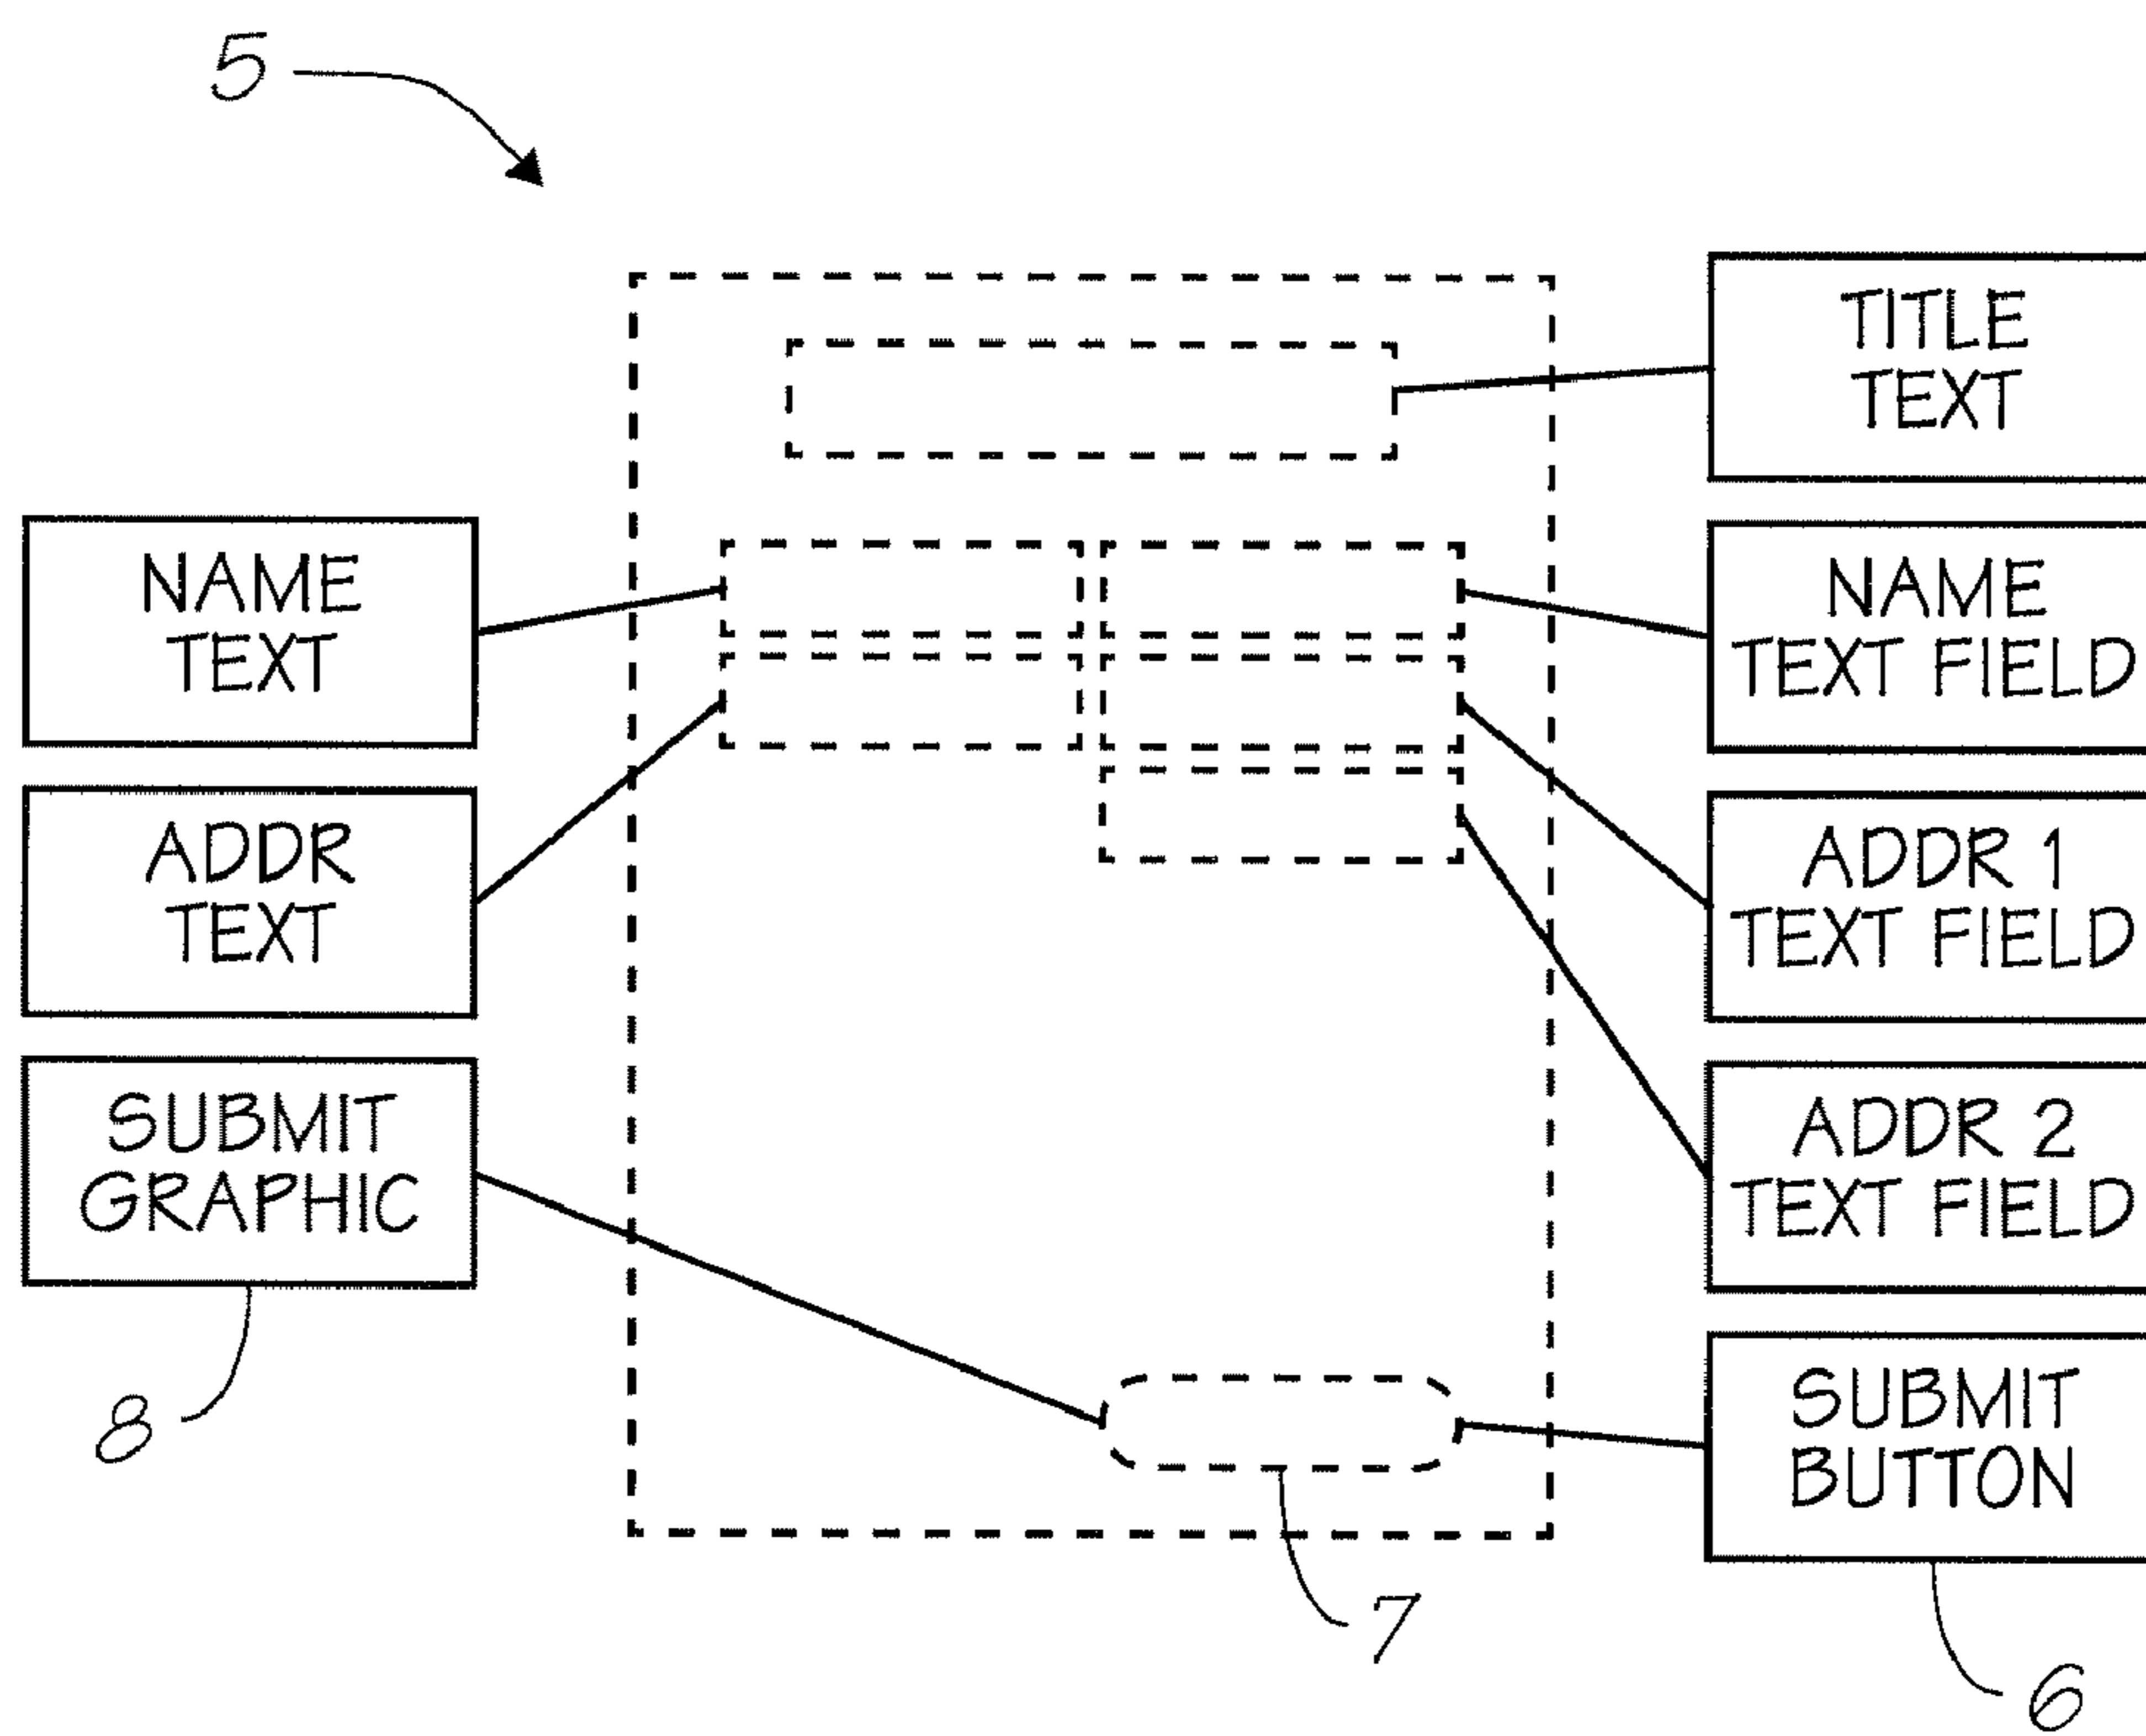 5
TITLE
TEXT
NAME
TEXT
NAME
TEXT FIELD
ADDR
TEXT
ADDR 1
TEXT FIELD
SUBMIT
GRAPHIC
ADDR 2
TEXT FIELD
SUBMIT
BUTTON
8
7
6